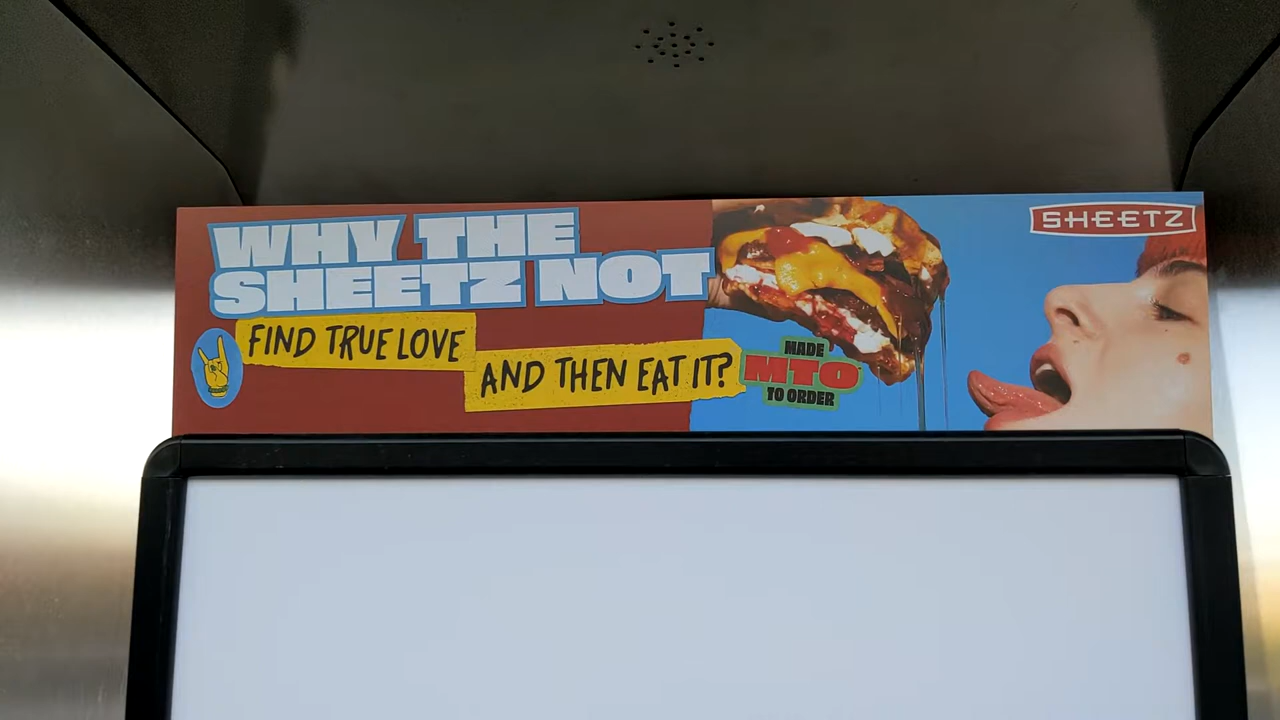 WHY THE
SHEETZ NOT
FIND TRUE LOVE
AND THEN EAT IT?
MADE
MTO
TO ORDER
SHEETZ